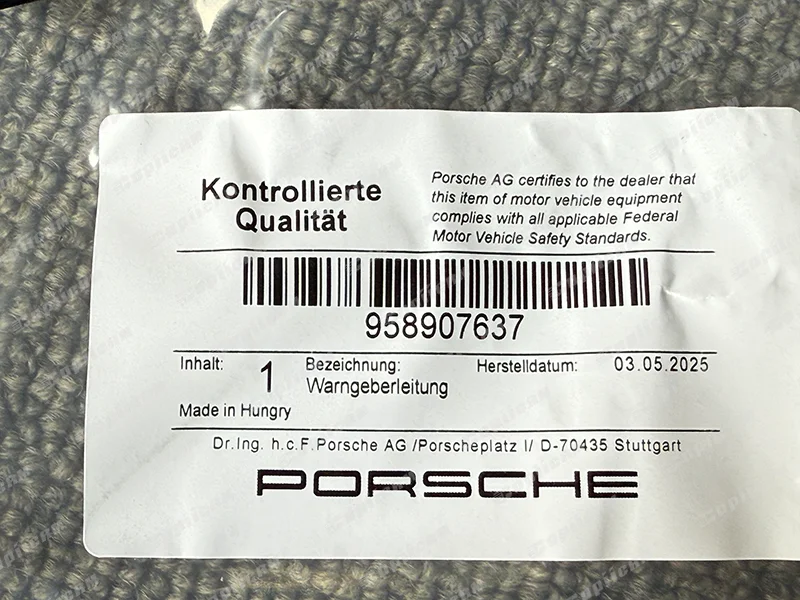 Kontrollierte
Qualität
Porsche AG certifies to the dealer that
this item of motor vehicle equipment
complies with all applicable Federal
Motor Vehicle Safety Standards.
958907637
Inhalt: 1 Bezeichnung: Herstelldatum: 03.05.2025
Warngeberleitung
Made in Hungry
Dr.Ing. h.c.F.Porsche AG /Porscheplatz I/ D-70435 Stuttgart
PORSCHE